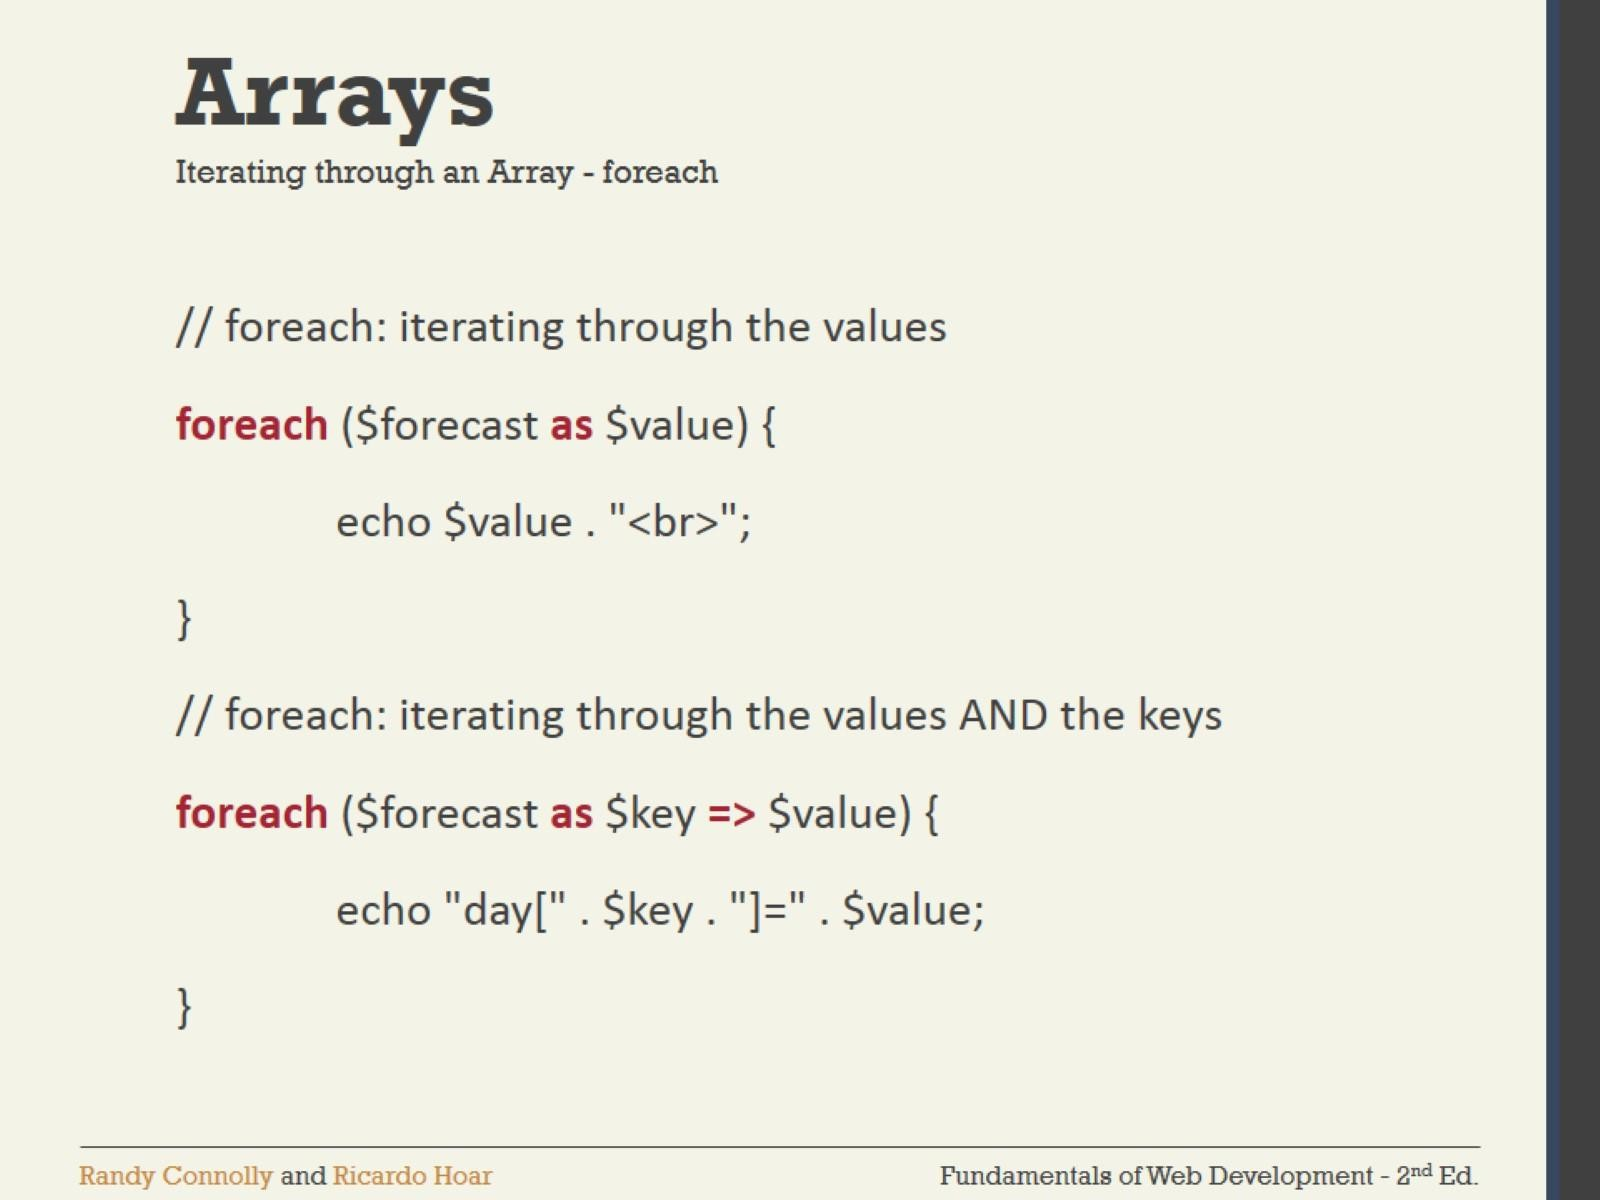 Arrays
Iterating through an Array - foreach
// foreach: iterating through the values
foreach ($forecast as $value) {
echo $value . "<br>";
}
// foreach: iterating through the values AND the keys
foreach ($forecast as $key => $value) {
echo "day[" . $key . "]=" . $value;
}
Randy Connolly and Ricardo Hoar
Fundamentals of Web Development - 2nd Ed.